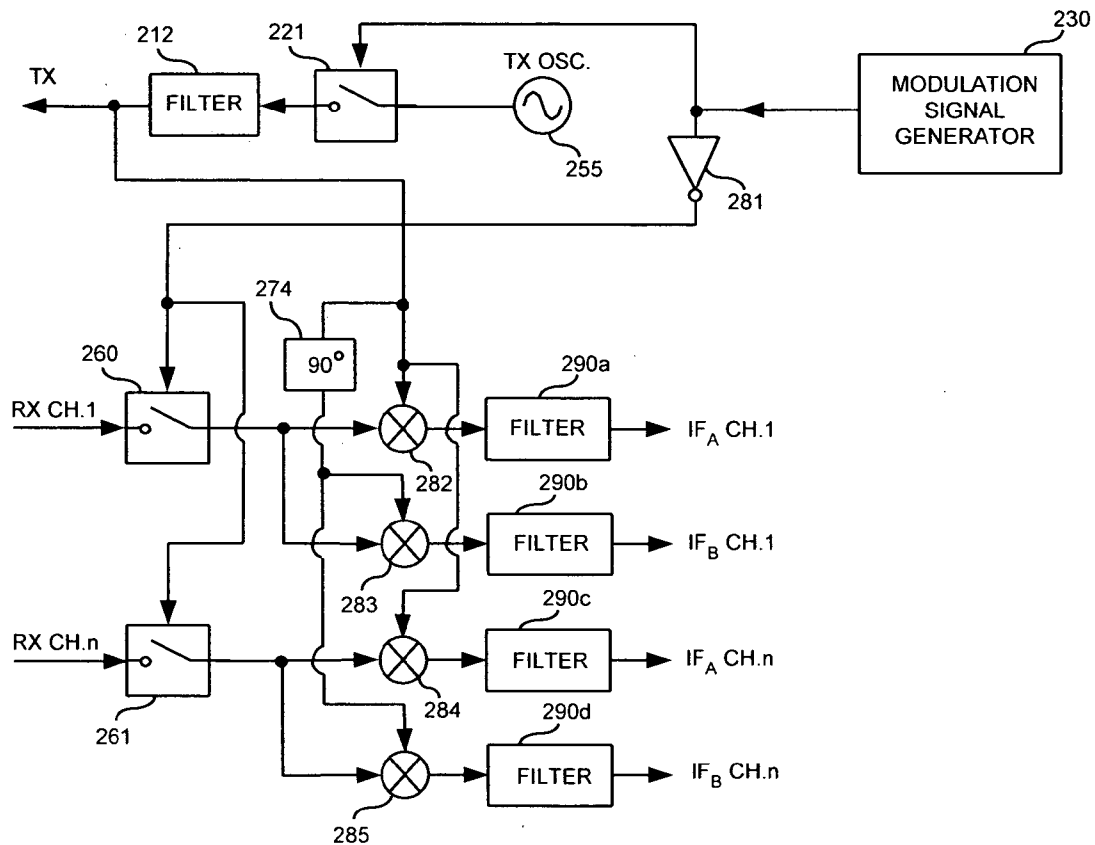 212
221
230
TX
FILTER
TX OSC.
255
MODULATION
SIGNAL
GENERATOR
281
274
90°
260
RX CH.1
282
290a
FILTER
IFA CH.1
283
290b
FILTER
IFB CH.1
RX CH.n
261
284
290c
FILTER
IFA CH.n
285
290d
FILTER
IFB CH.n